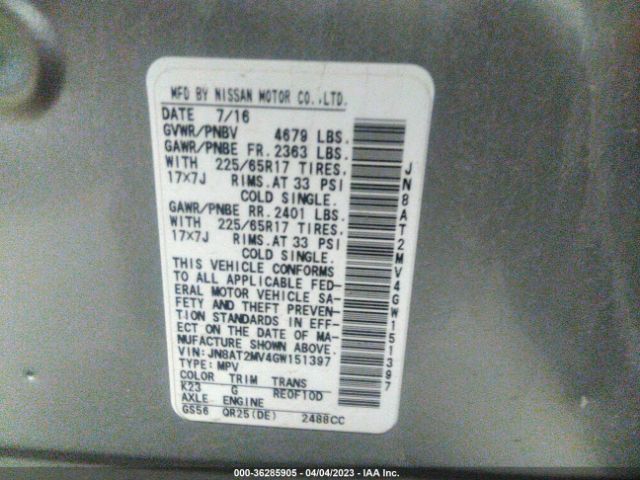 MFD BY NISSAN MOTOR CO.,LTD.
DATE 7/16
GVWR/PNBV 4679 LBS.
GAWR/PNBE FR. 2363 LBS.
WITH 225/65R17 TIRES,
17×7J RIMS.AT 33 PSI
COLD SINGLE.
GAWR/PNBE RR. 2401 LBS.
WITH 225/65R17 TIRES,
17×7J RIMS.AT 33 PSI
COLD SINGLE.
THIS VEHICLE CONFORMS
TO ALL APPLICABLE FED-
ERAL MOTOR VEHICLE SA-
FETY AND THEFT PREVEN-
TION STANDARDS IN EFF-
ECT ON THE DATE OF MA-
NUFACTURE SHOWN ABOVE.
VIN:JN8AT2MV4GW151397
TYPE: MPV
COLOR TRIM TRANS
K23 G RE0F10D
AXLE ENGINE
GS56 QR25(DE) 2488CC
JN8AT2MV4GW151397
000-36285905 - 04/04/2023 - IAA Inc.